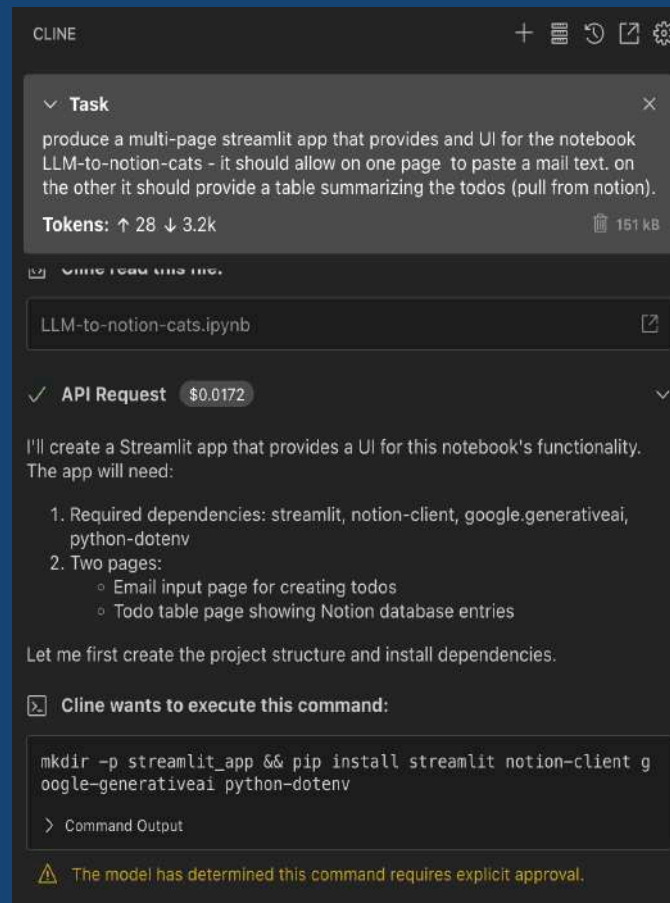 CLINE
Task
produce a multi-page streamlit app that provides and UI for the notebook
LLM-to-notion-cats - it should allow on one page to paste a mail text. on
the other it should provide a table summarizing the todos (pull from notion).
Tokens: ↑ 28 ↓ 3.2k 151 kB
Cline read this file:
LLM-to-notion-cats.ipynb
API Request $0.0172
I'll create a Streamlit app that provides a UI for this notebook's functionality.
The app will need:
1. Required dependencies: streamlit, notion-client, google.generativeai,
python-dotenv
2. Two pages:
◦ Email input page for creating todos
◦ Todo table page showing Notion database entries
Let me first create the project structure and install dependencies.
Cline wants to execute this command:
mkdir -p streamlit_app && pip install streamlit notion-client g
oogle-generativeai python-dotenv
Command Output
The model has determined this command requires explicit approval.